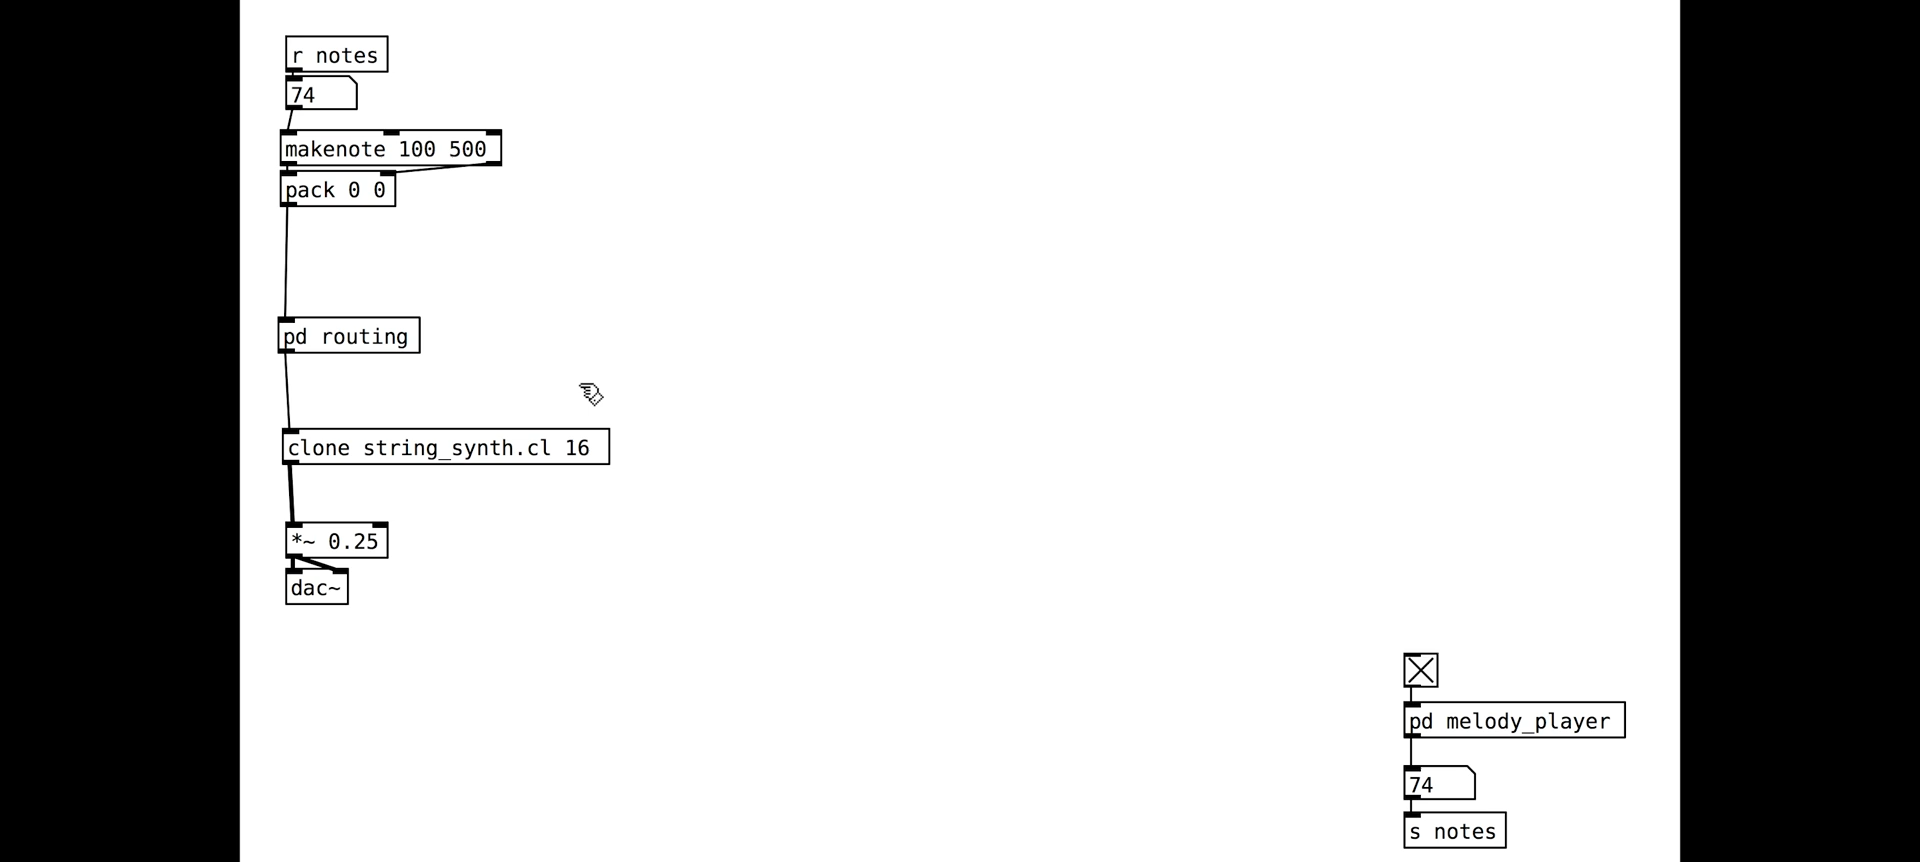 r notes
74
makenote 100 500
pack 0 0
pd routing
clone string_synth.cl 16
*~ 0.25
dac~
pd melody_player
74
s notes